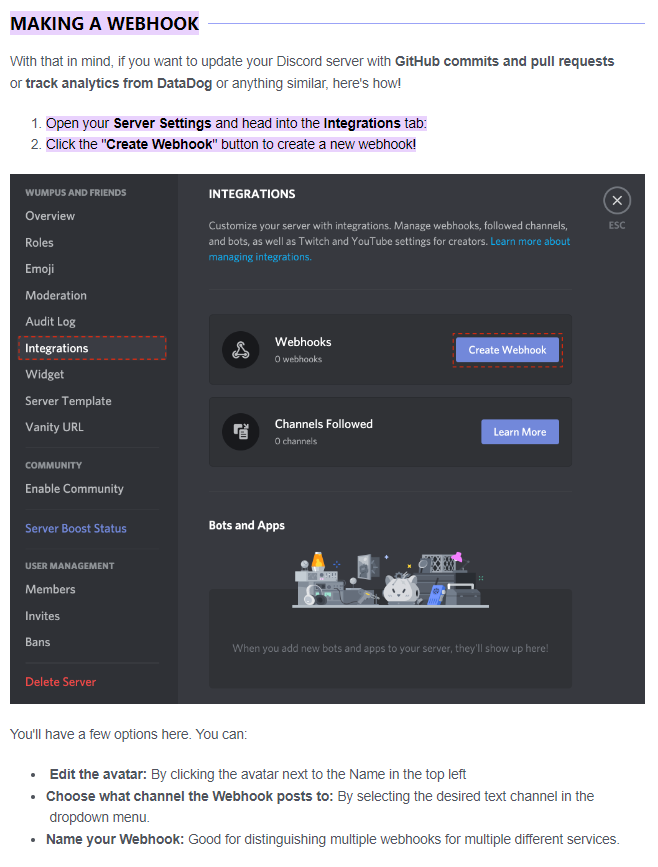 MAKING A WEBHOOK
With that in mind, if you want to update your Discord server with GitHub commits and pull requests
or track analytics from DataDog or anything similar, here's how!
1. Open your Server Settings and head into the Integrations tab:
2. Click the "Create Webhook" button to create a new webhook!
WUMPUS AND FRIENDS
Overview
Roles
Emoji
Moderation
Audit Log
Integrations
Widget
Server Template
Vanity URL
COMMUNITY
Enable Community
Server Boost Status
USER MANAGEMENT
Members
Invites
Bans
Delete Server
INTEGRATIONS
ESC
Customize your server with integrations. Manage webhooks, followed channels,
and bots, as well as Twitch and YouTube settings for creators. Learn more about
managing integrations.
Webhooks
0 webhooks
Create Webhook
Channels Followed
0 channels
Learn More
Bots and Apps
When you add new bots and apps to your server, they'll show up here!
You'll have a few options here. You can:
• Edit the avatar: By clicking the avatar next to the Name in the top left
• Choose what channel the Webhook posts to: By selecting the desired text channel in the
dropdown menu.
• Name your Webhook: Good for distinguishing multiple webhooks for multiple different services.